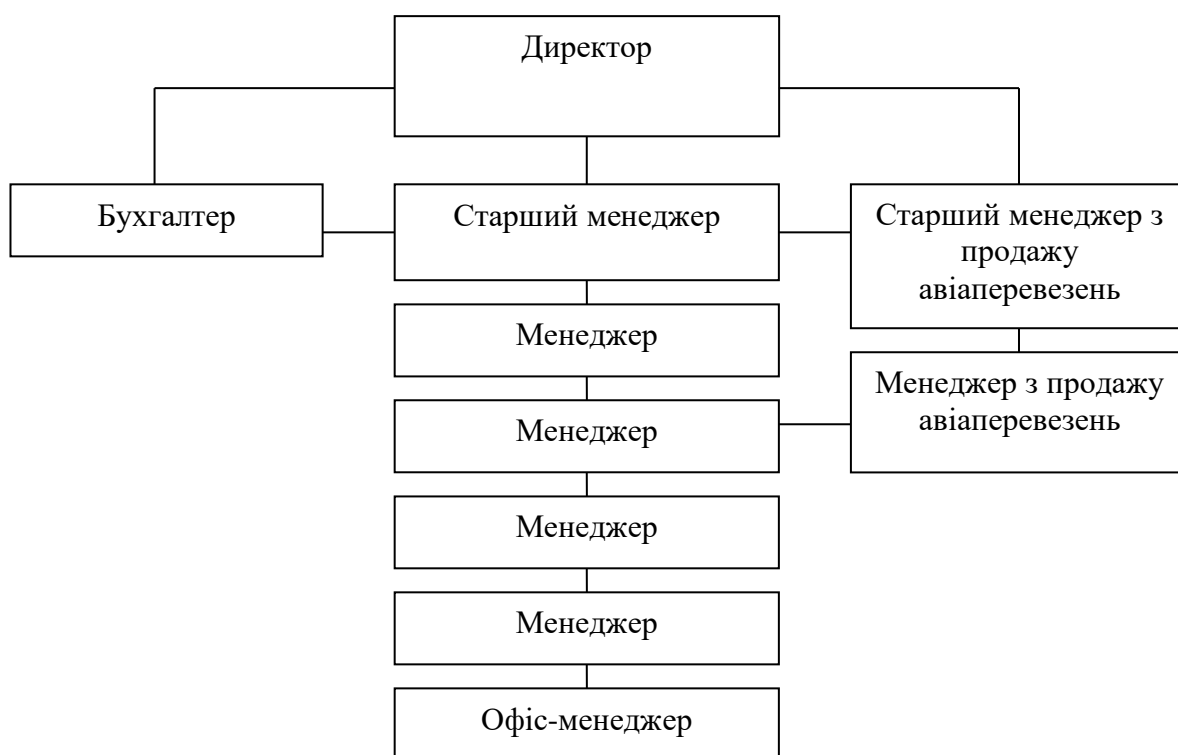 Директор
Бухгалтер
Старший менеджер
Старший менеджер з
продажу
авіаперевезень
Менеджер
Менеджер з продажу
авіаперевезень
Менеджер
Менеджер
Менеджер
Офіс-менеджер